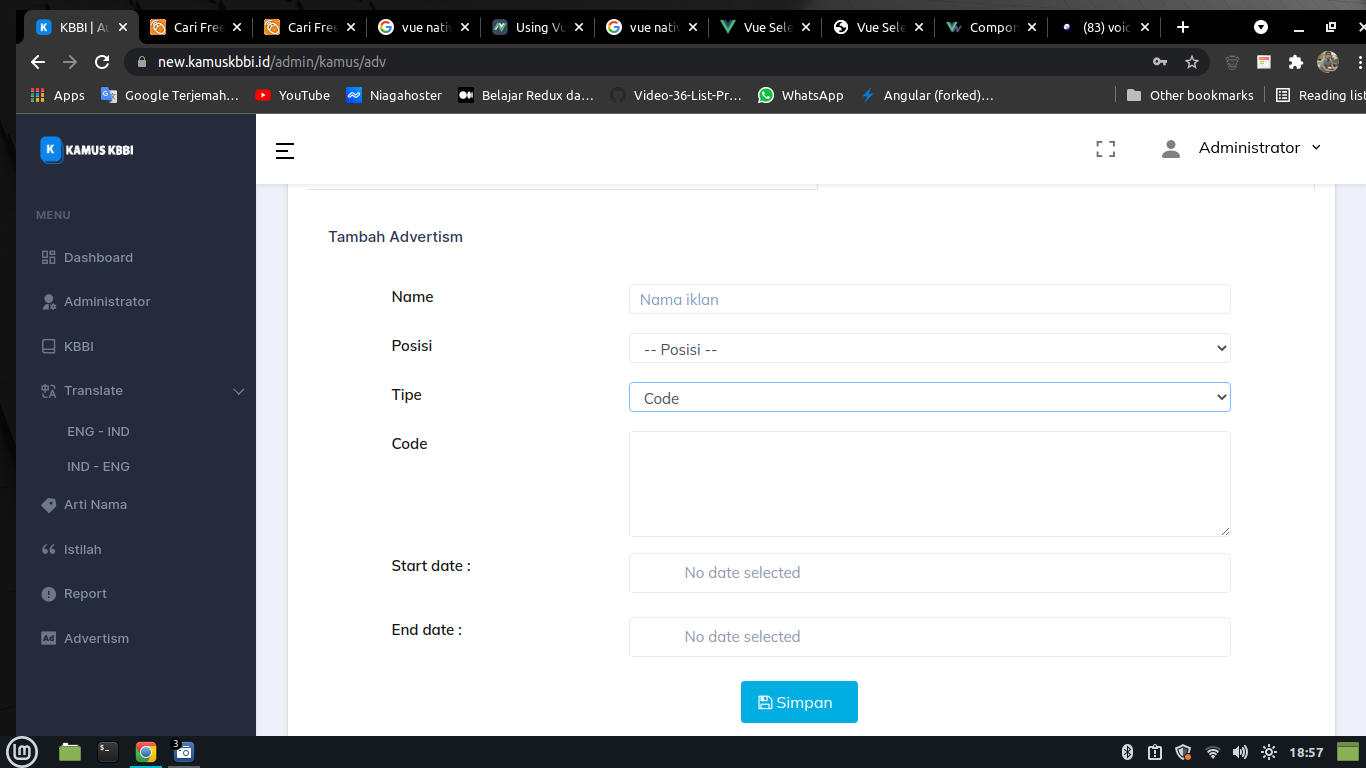 KBBI | Au
Cari Free
Cari Free
vue nativ
Using Vu
vue nativ
Vue Sele
Vue Sele
Compon
(83) voic
new.kamuskbbi.id/admin/kamus/adv
Apps
Google Terjemah...
YouTube
Niagahoster
Belajar Redux da...
Video-36-List-Pr...
WhatsApp
Angular (forked)...
Other bookmarks
Reading list
K KAMUS KBBI
Administrator
MENU
Dashboard
Administrator
KBBI
Translate
ENG - IND
IND - ENG
Arti Nama
Istilah
Report
Ad Advertism
Tambah Advertism
Name
Nama iklan
Posisi
-- Posisi --
Tipe
Code
Code
Start date :
No date selected
End date :
No date selected
Simpan
3
18:57